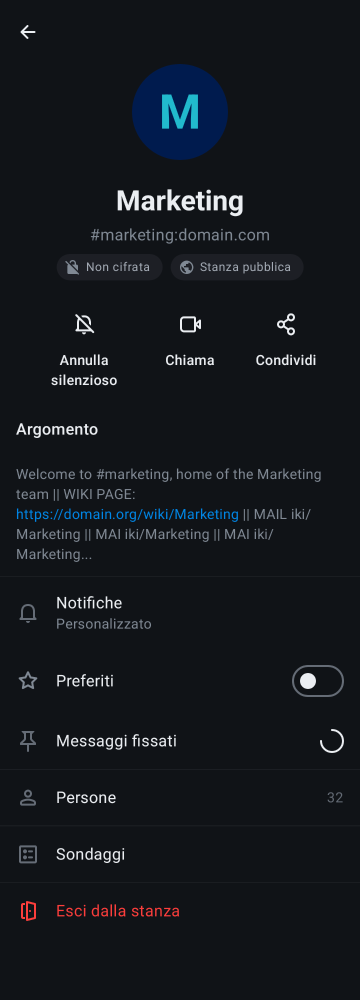 M
Marketing
#marketing:domain.com
Non cifrata
Stanza pubblica
Annulla
silenzioso
Chiama
Condividi
Argomento
Welcome to #marketing, home of the Marketing
team || WIKI PAGE:
https://domain.org/wiki/Marketing || MAIL iki/
Marketing || MAI iki/Marketing || MAI iki/
Marketing...
Notifiche
Personalizzato
Preferiti
Messaggi fissati
Persone
32
Sondaggi
Esci dalla stanza